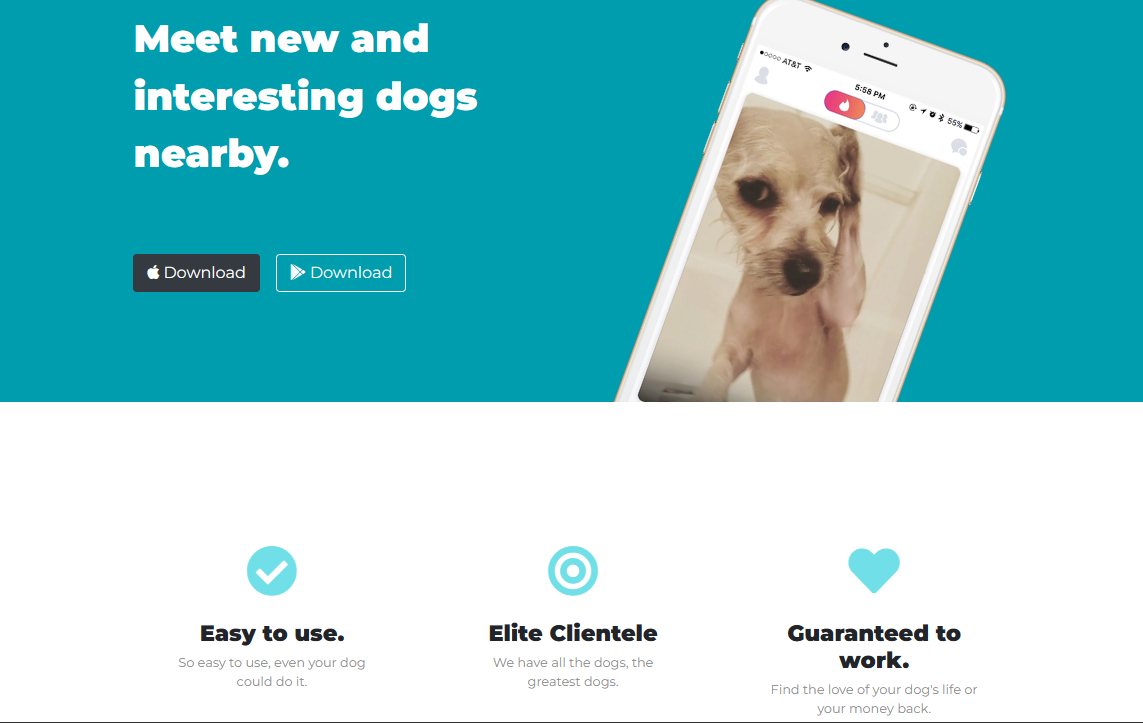 Meet new and
interesting dogs
nearby.
AT&T
5:58 PM
55%
Download
Download
Easy to use.
Elite Clientele
Guaranteed to
work.
So easy to use, even your dog
could do it.
We have all the dogs, the
greatest dogs.
Find the love of your dog's life or
your money back.